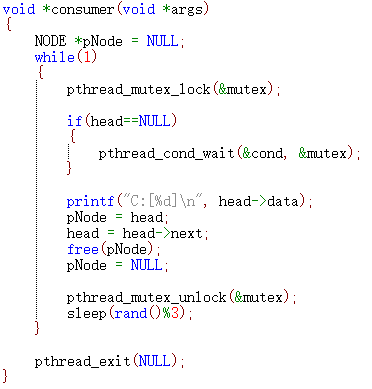 void *consumer(void *args)
{
    NODE *pNode = NULL;
    while(1)
    {
        pthread_mutex_lock(&mutex);

        if(head==NULL)
        {
            pthread_cond_wait(&cond, &mutex);
        }

        printf("C:[%d]\n", head->data);
        pNode = head;
        head = head->next;
        free(pNode);
        pNode = NULL;

        pthread_mutex_unlock(&mutex);
        sleep(rand()%3);
    }

    pthread_exit(NULL);
}